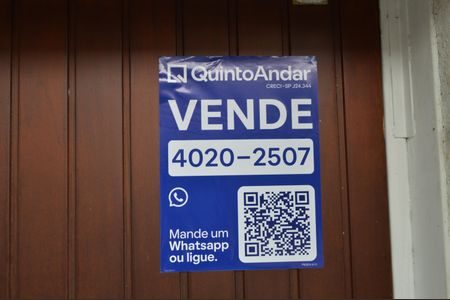 QuintoAndar
CRECI-SP J24.344
VENDE
4020-2507
Mande um
Whatsapp
ou ligue.